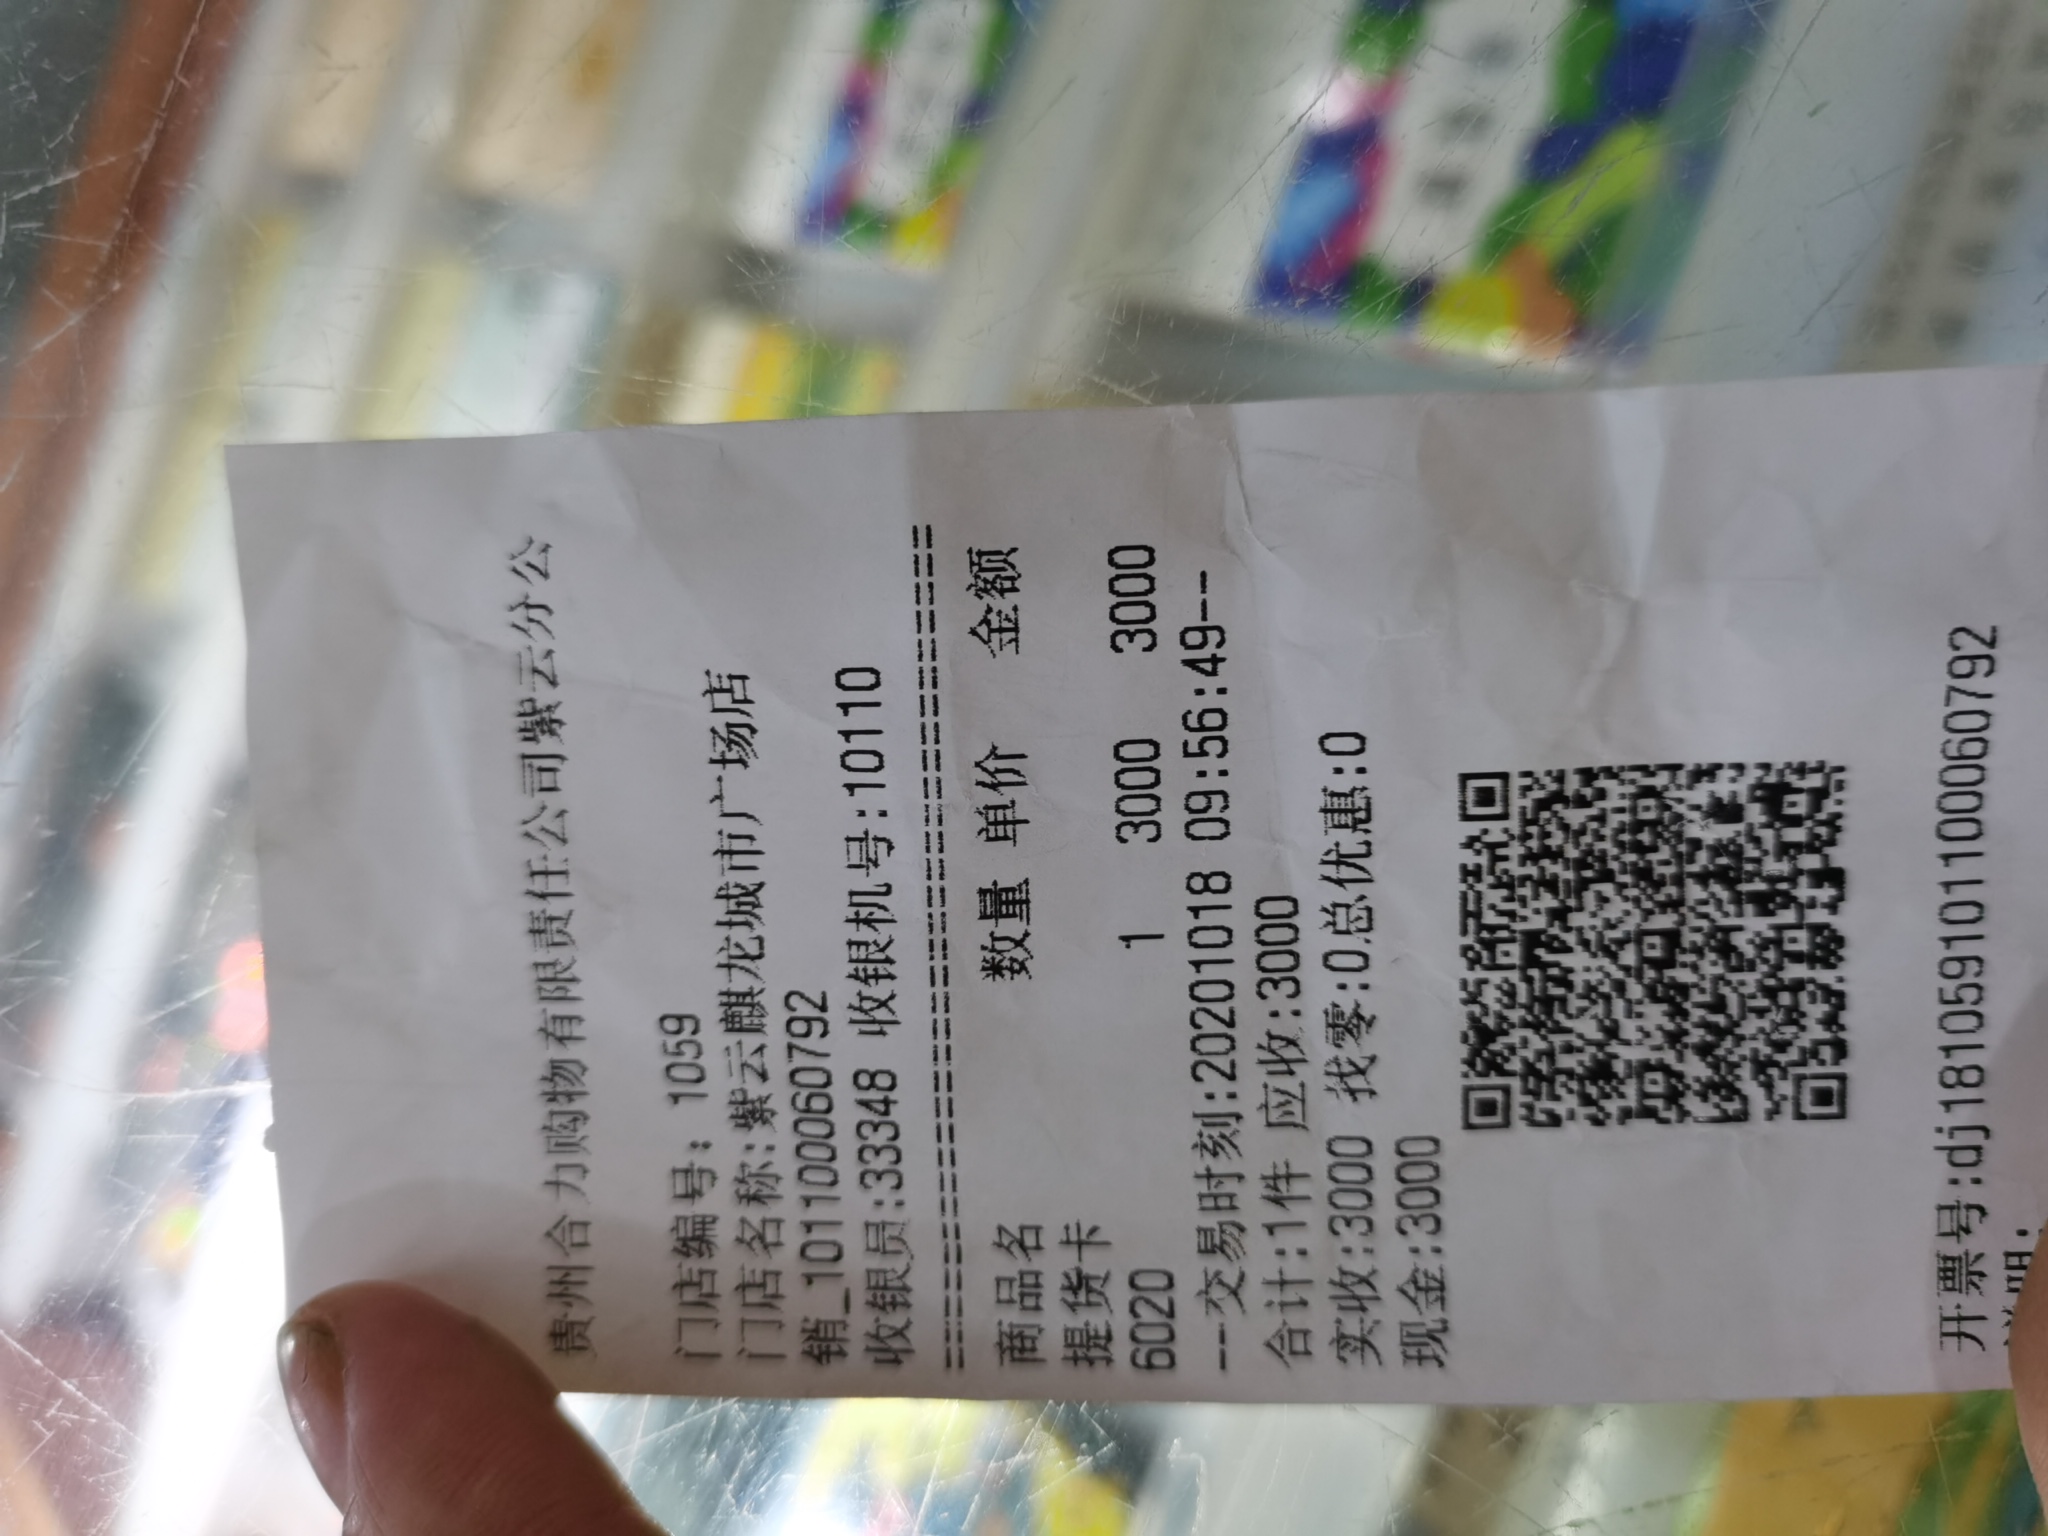 贵州合力购物有限责任公司紫云分公
门店编号: 1059
门店名称:紫云麒龙城市广场店
销_101100060792
收银员:33348 收银机号:10110
==========================================
商品名 数量 单价 金额
提货卡
6020 1 3000 3000
--交易时刻:20201018 09:56:49--
合计:1件 应收:3000
实收:3000 找零:0总优惠:0
现金:3000
开票号:dj181059101100060792